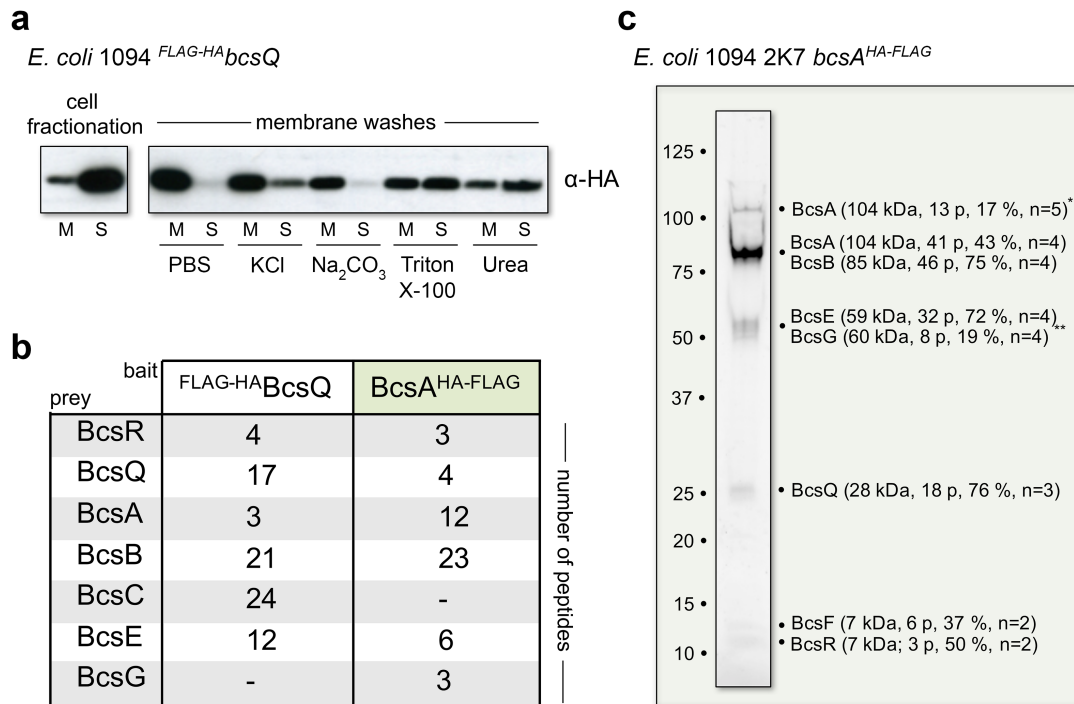 a
E. coli 1094 FLAG-HAbcsQ
cell
fractionation
membrane washes
α-HA
M S M S M S M S M S M S
PBS KCl Na2CO3 Triton Urea
X-100
b
bait
prey
FLAG-HABcsQ BcsAHA-FLAG
BcsR 4 3
BcsQ 17 4
BcsA 3 12
BcsB 21 23
BcsC 24 -
BcsE 12 6
BcsG - 3
number of peptides
c
E. coli 1094 2K7 bcsAHA-FLAG
125 •
• BcsA (104 kDa, 13 p, 17 %, n=5)*
100 •
• BcsA (104 kDa, 41 p, 43 %, n=4)
BcsB (85 kDa, 46 p, 75 %, n=4)
75 •
• BcsE (59 kDa, 32 p, 72 %, n=4)
BcsG (60 kDa, 8 p, 19 %, n=4)**
50 •
37 •
25 • • BcsQ (28 kDa, 18 p, 76 %, n=3)
20 •
15 •
• BcsF (7 kDa, 6 p, 37 %, n=2)
• BcsR (7 kDa; 3 p, 50 %, n=2)
10 •